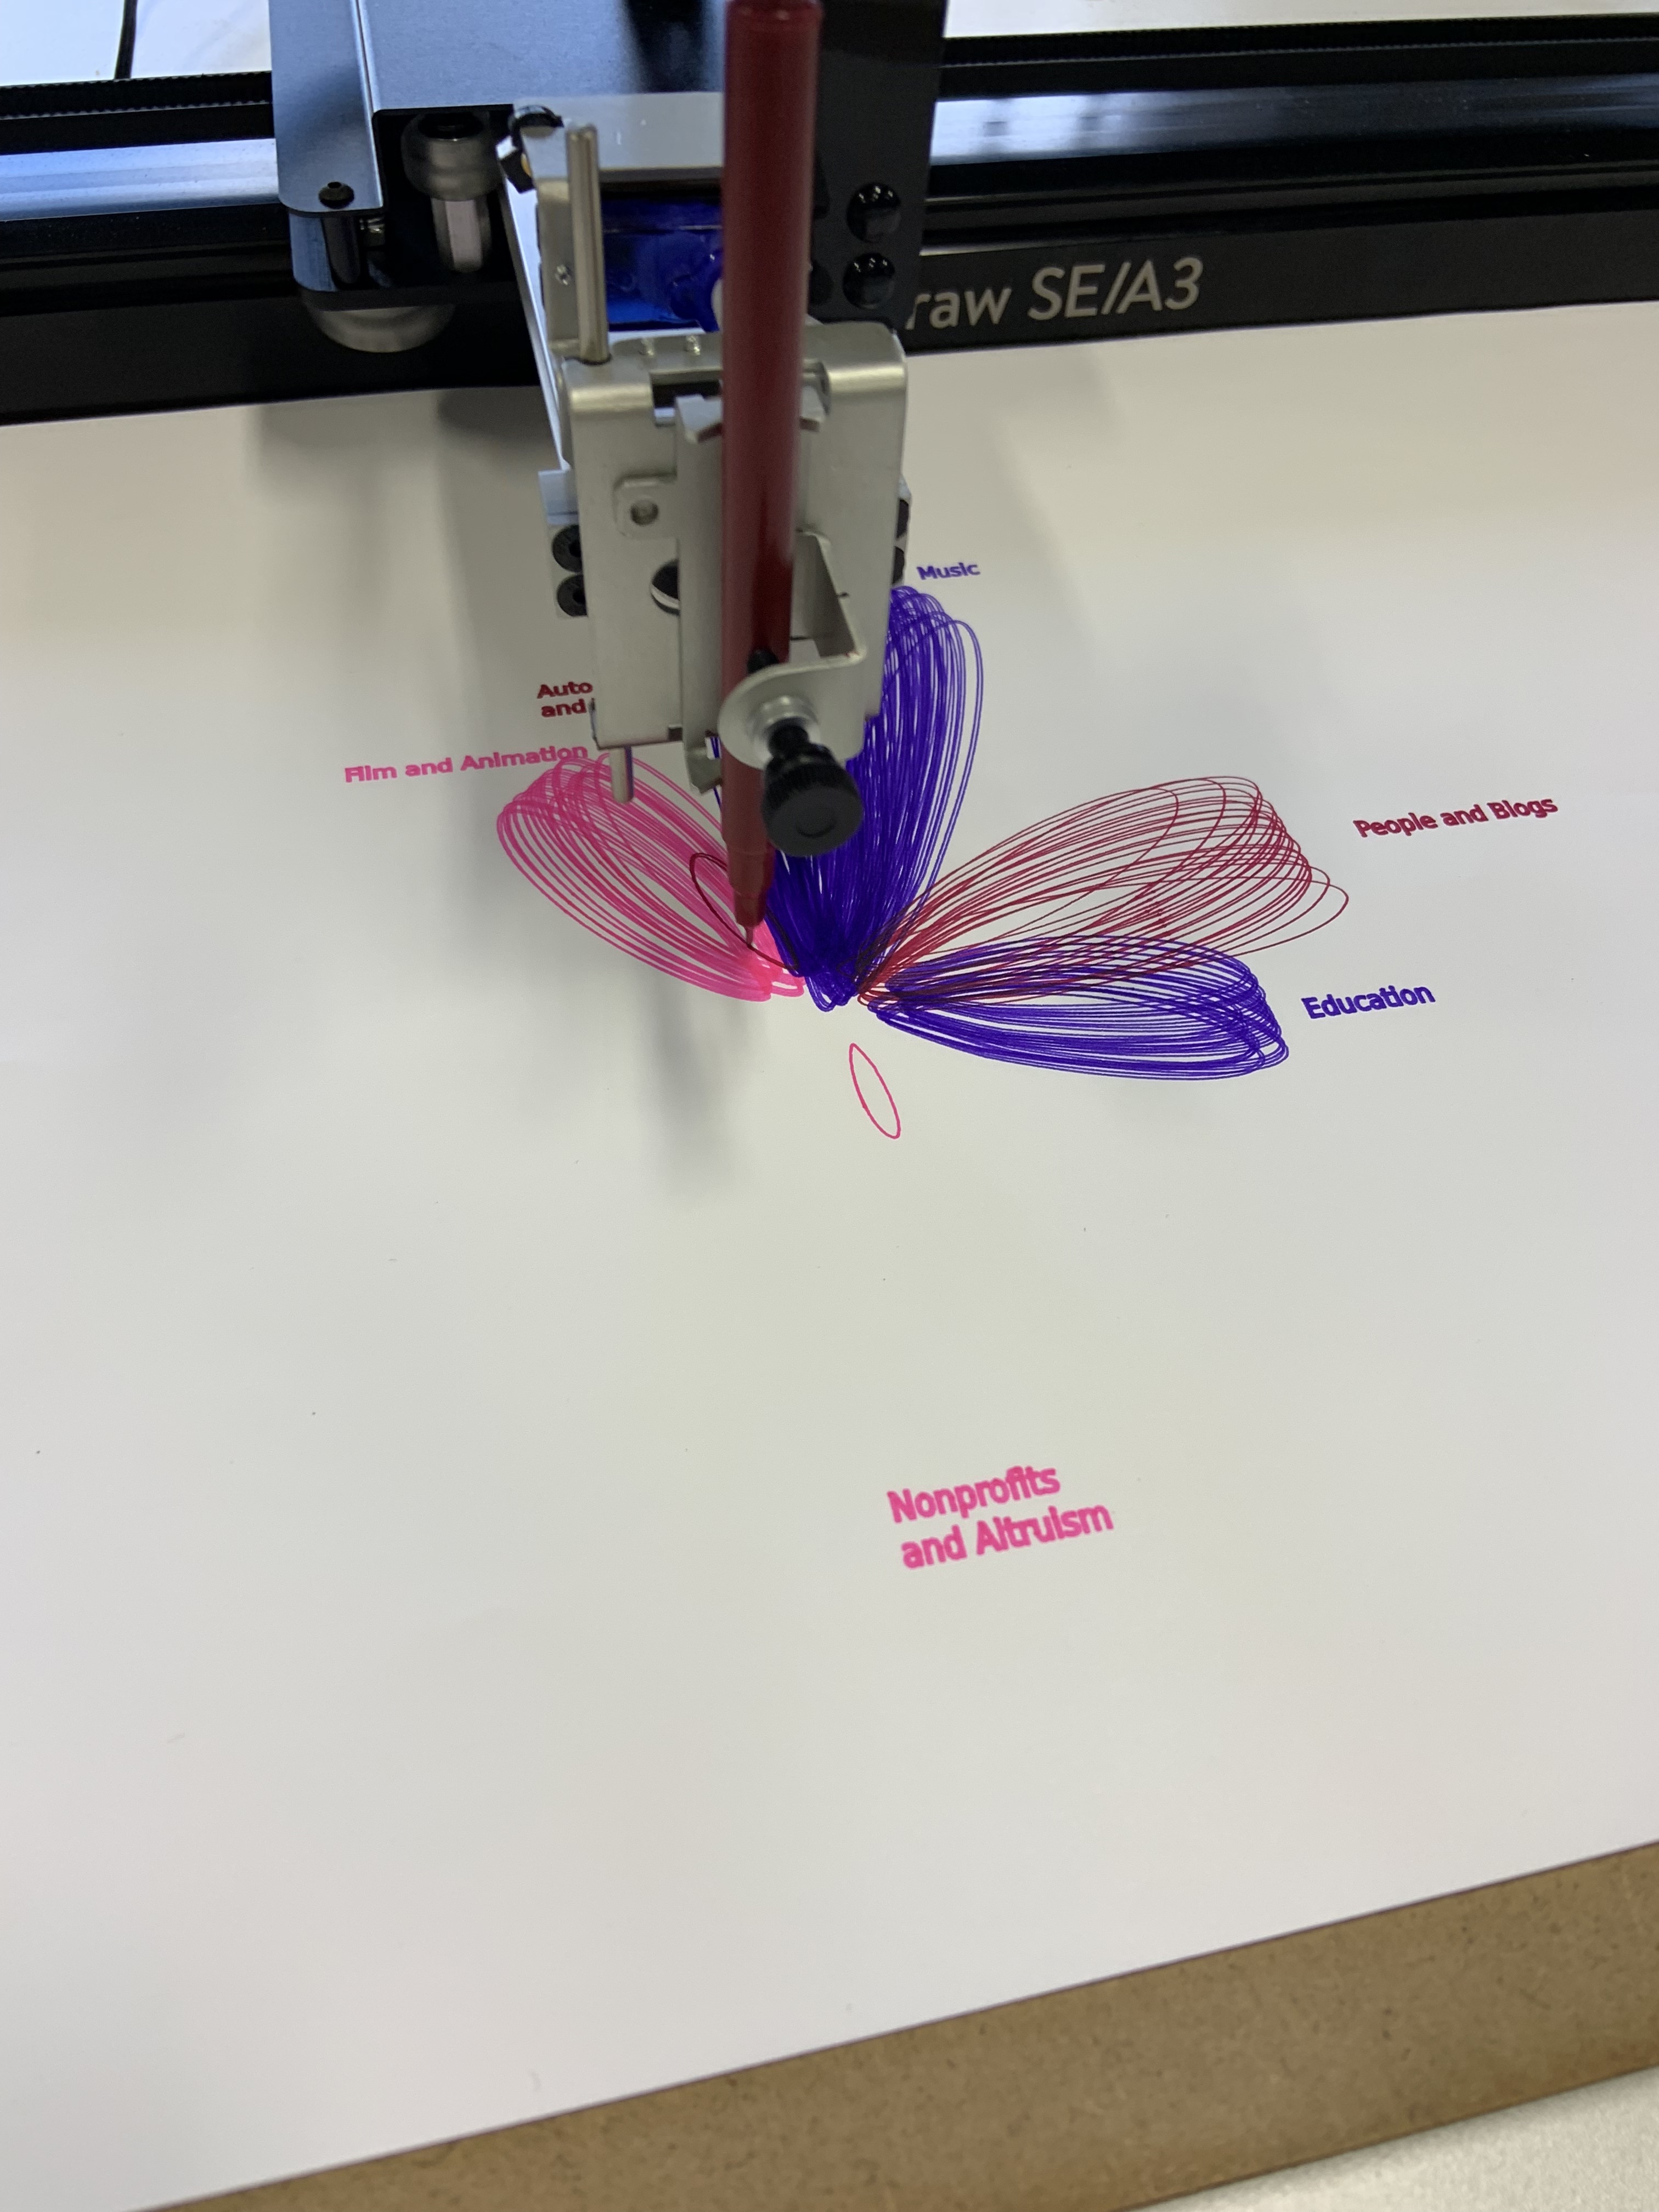 raw SE/A3
Music
Auto
and
Film and Animation
People and Blogs
Education
Nonprofits
and Altruism